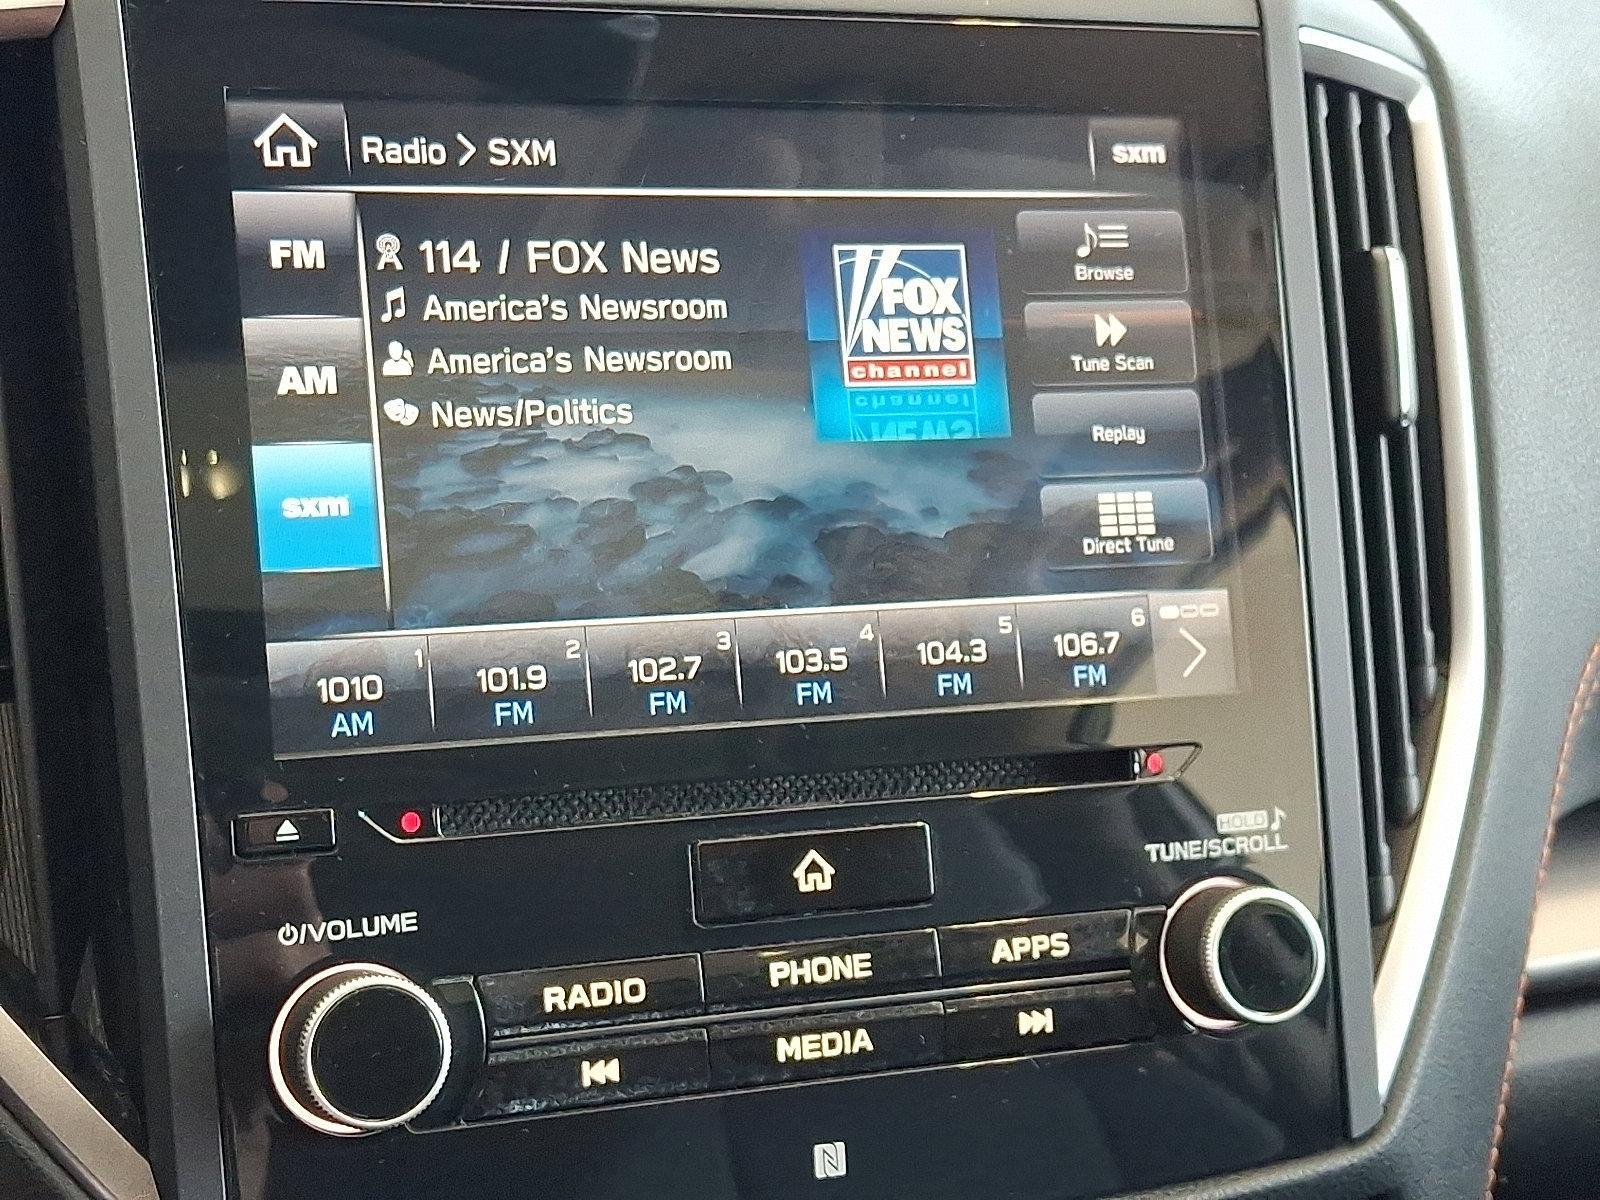 Radio > SXM
sxm
FM
AM
sxm
114 / FOX News
America's Newsroom
America's Newsroom
News/Politics
FOX
NEWS
channel
Browse
Tune Scan
Replay
Direct Tune
1
1010
AM
2
101.9
FM
3
102.7
FM
4
103.5
FM
5
104.3
FM
6
106.7
FM
HOLD
TUNE/SCROLL
/VOLUME
RADIO
PHONE
APPS
MEDIA